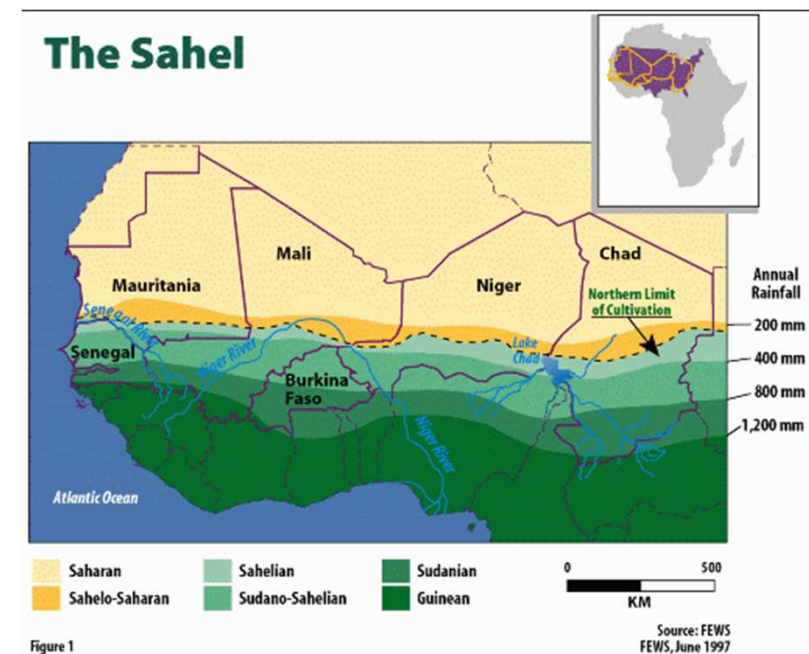 The Sahel
Mali
Chad
Mauritania
Niger
Annual
Rainfall
Northern Limit
of Cultivation
Senegal River
200 mm
Lake
Chad
Senegal
Niger River
400 mm
Burkina
Faso
800 mm
Niger River
1,200 mm
Atlantic Ocean
Saharan
Sahelian
Sudanian
0
500
Sahelo-Saharan
Sudano-Sahelian
Guinean
KM
Source: FEWS
Figure 1
FEWS, June 1997